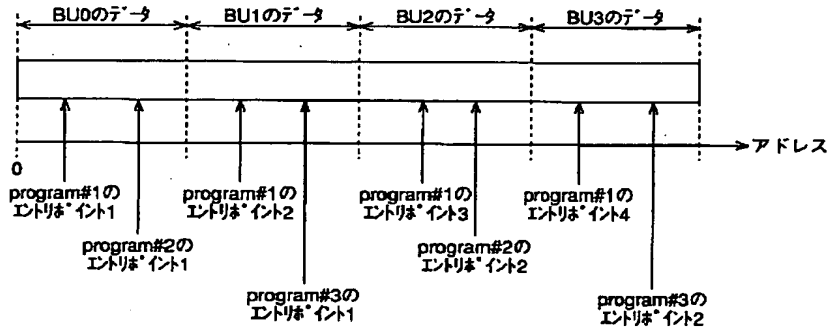 BU0のデータ
BU1のデータ
BU2のデータ
BU3のデータ
アドレス
0
program#1の
エントリポイント1
program#1の
エントリポイント2
program#1の
エントリポイント3
program#1の
エントリポイント4
program#2の
エントリポイント1
program#2の
エントリポイント2
program#3の
エントリポイント1
program#3の
エントリポイント2